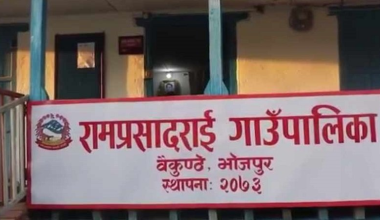 रामप्रसादराई गाउँपालिका
बैकुण्ठे, भोजपुर
स्थापनाः २०७३